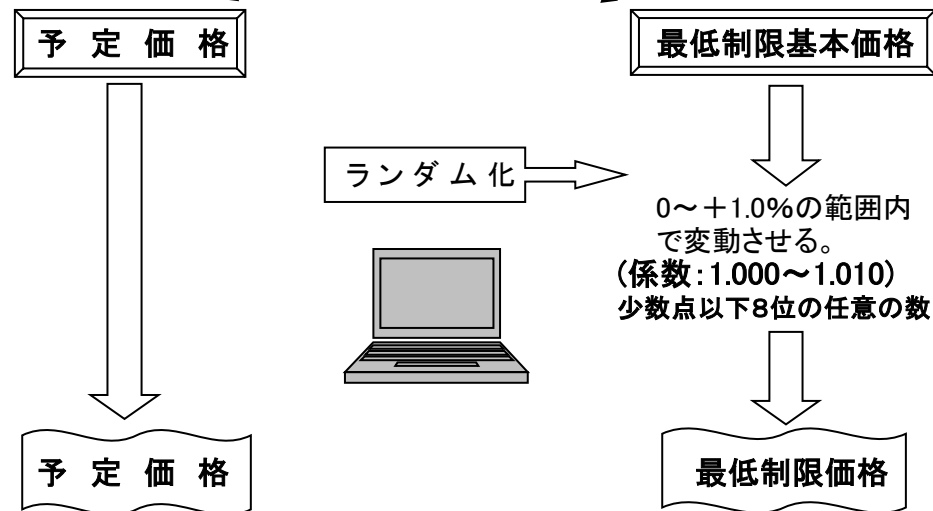 予 定 価 格
最低制限基本価格
ランダム化
0～＋1.0%の範囲内
で変動させる。
(係数：1.000～1.010)
少数点以下8位の任意の数
予 定 価 格
最低制限価格